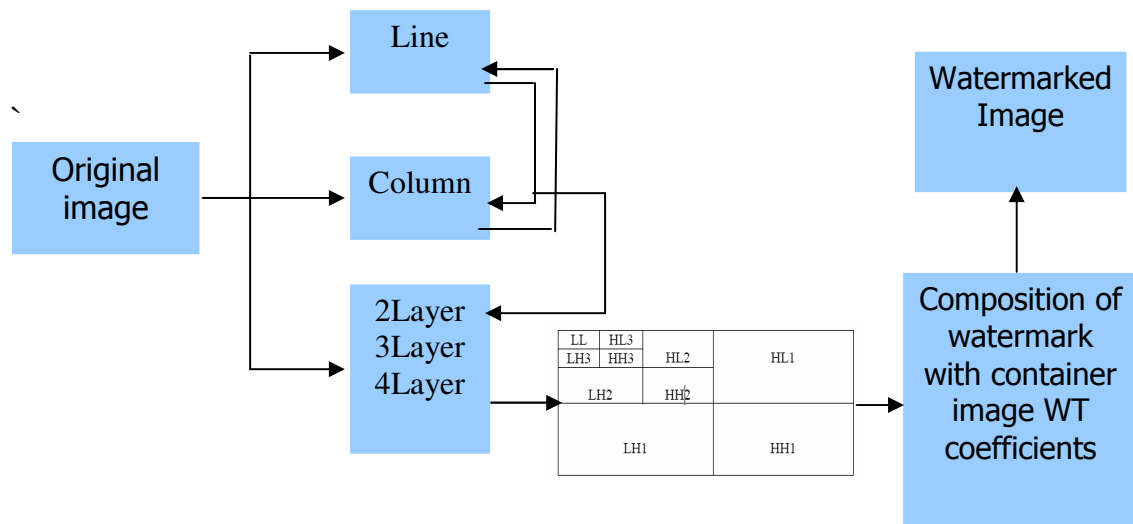 `
Original
image
Line
Column
2Layer
3Layer
4Layer
LL HL3
LH3 HH3
HL2
HL1
LH2
HH2
LH1
HH1
Composition of
watermark
with container
image WT
coefficients
Watermarked
Image